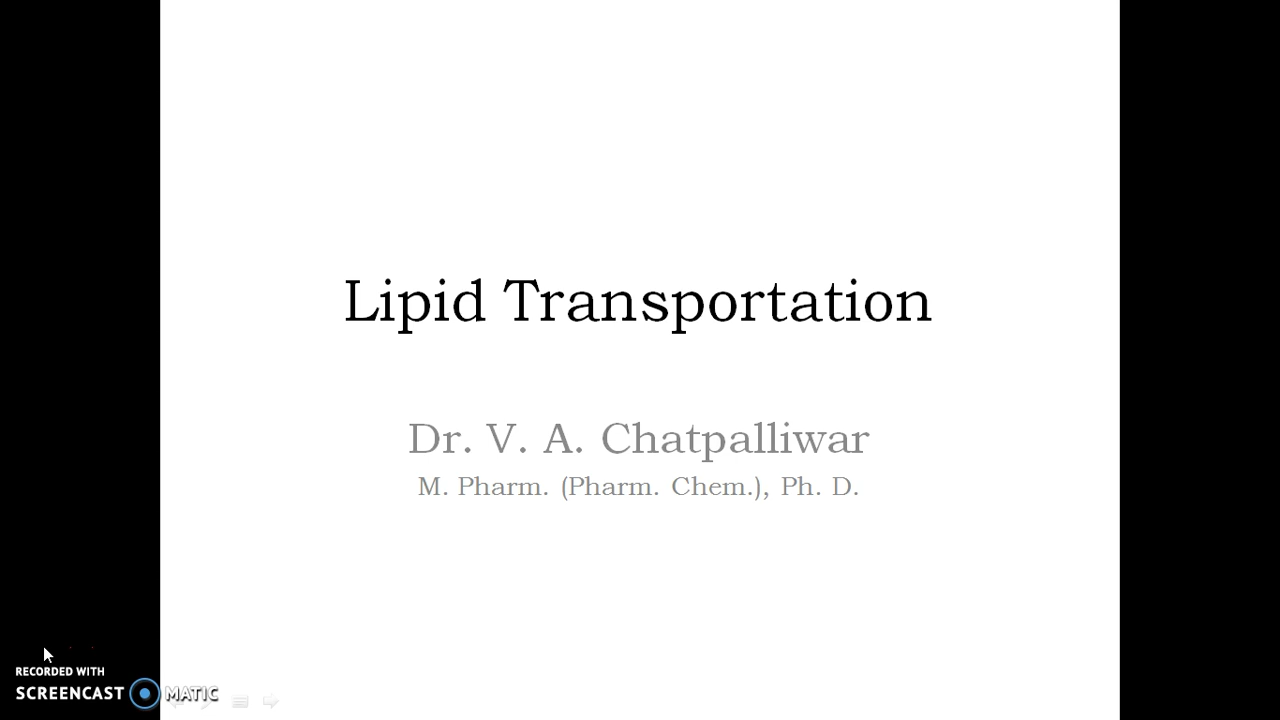 Lipid Transportation
Dr. V. A. Chatpalliwar
M. Pharm. (Pharm. Chem.), Ph. D.
RECORDED WITH
SCREENCAST MATIC